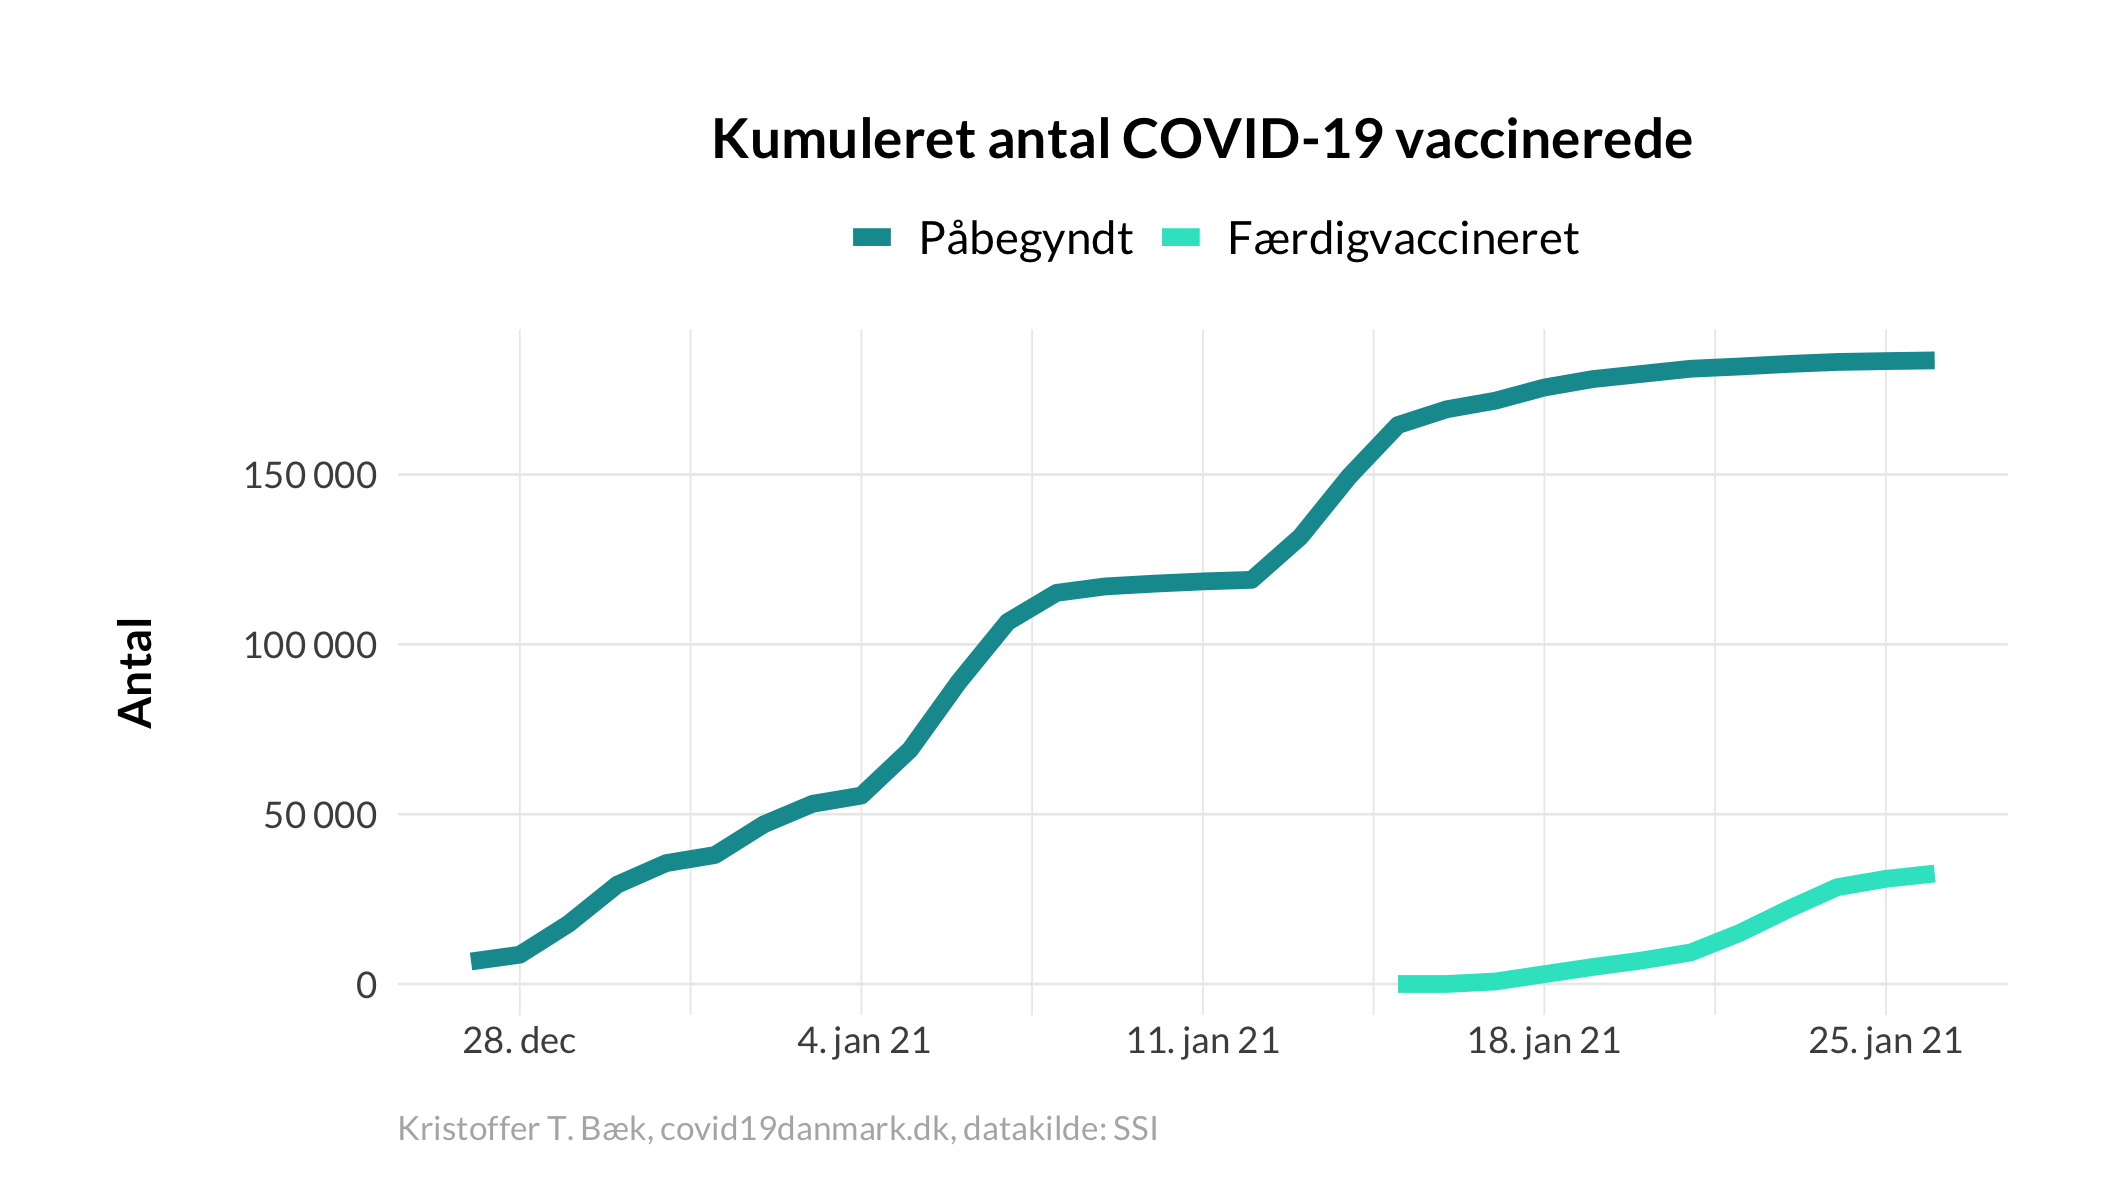 Kumuleret antal COVID-19 vaccinerede
Påbegyndt Færdigvaccineret
Antal
150 000
100 000
50 000
0
28. dec 4. jan 21 11. jan 21 18. jan 21 25. jan 21
Kristoffer T. Bæk, covid19danmark.dk, datakilde: SSI